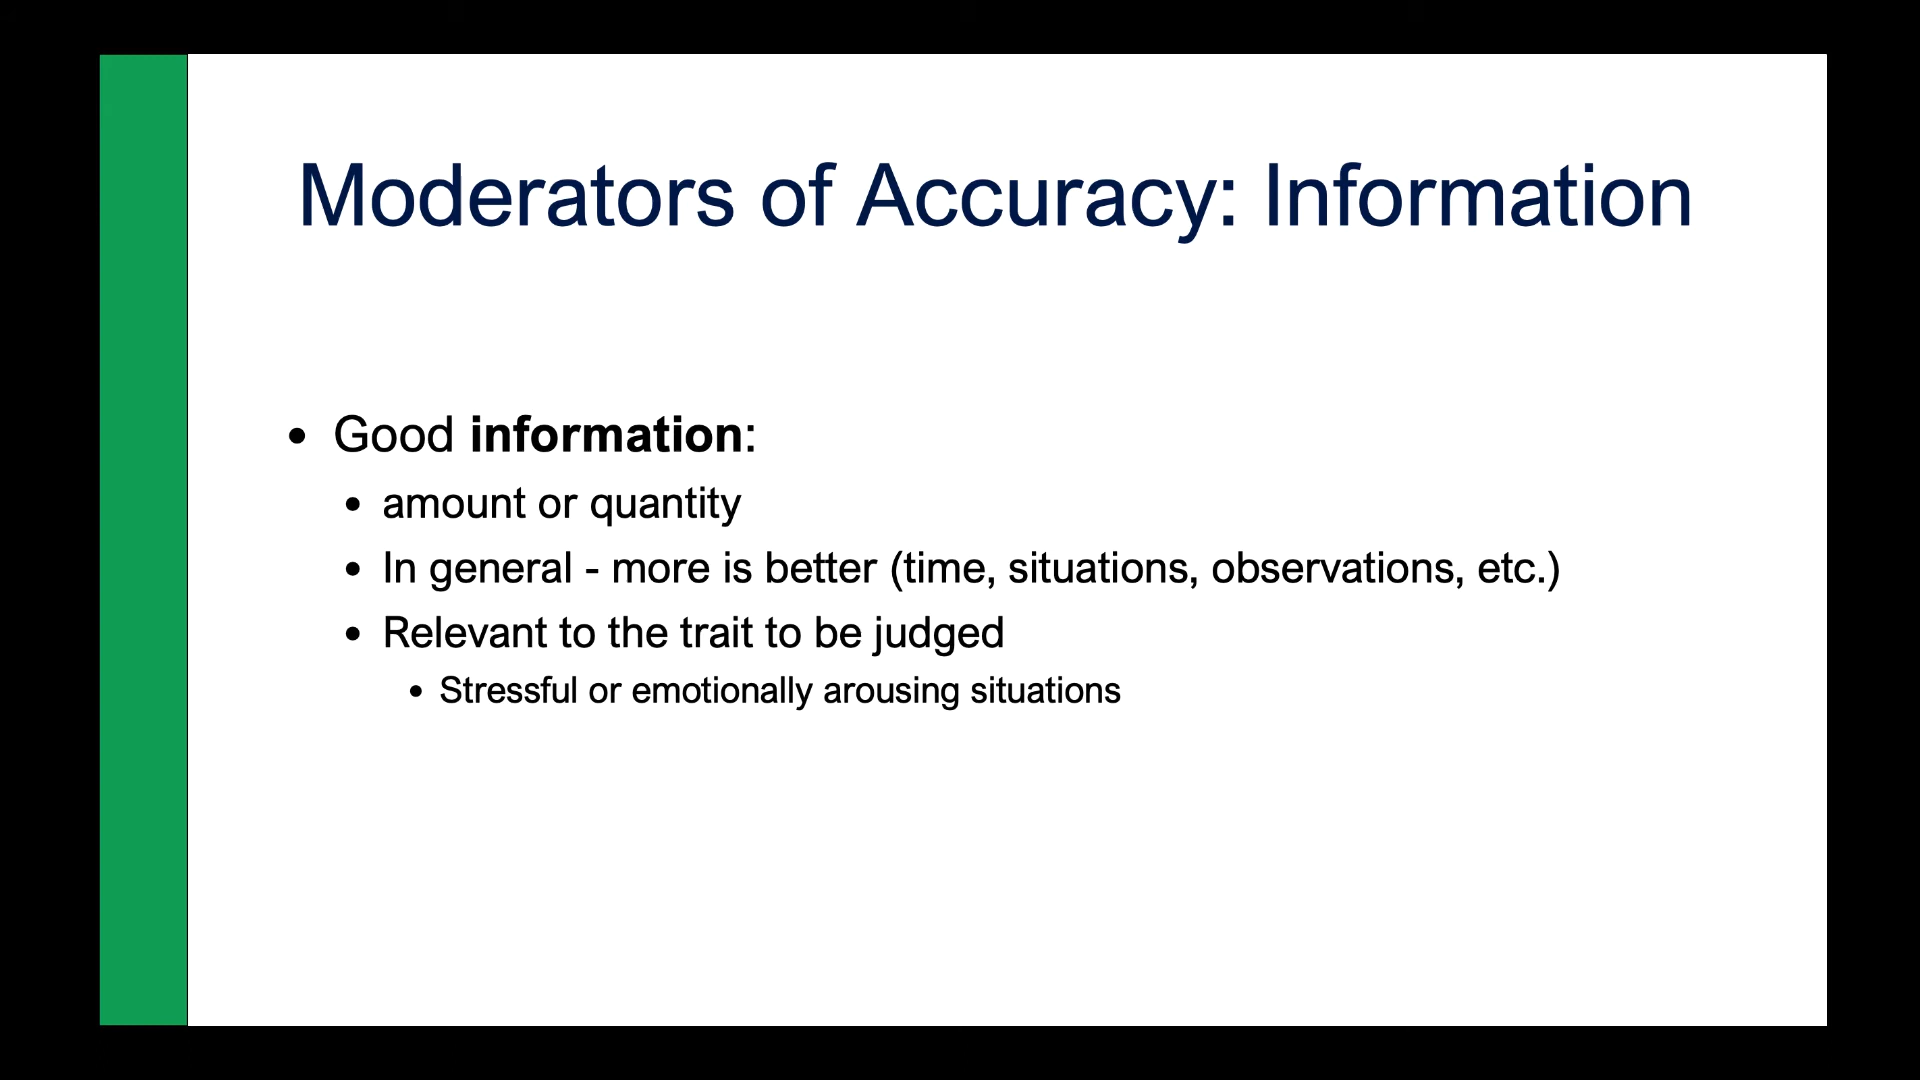 Moderators of Accuracy: Information
• Good information:
• amount or quantity
• In general - more is better (time, situations, observations, etc.)
• Relevant to the trait to be judged
• Stressful or emotionally arousing situations